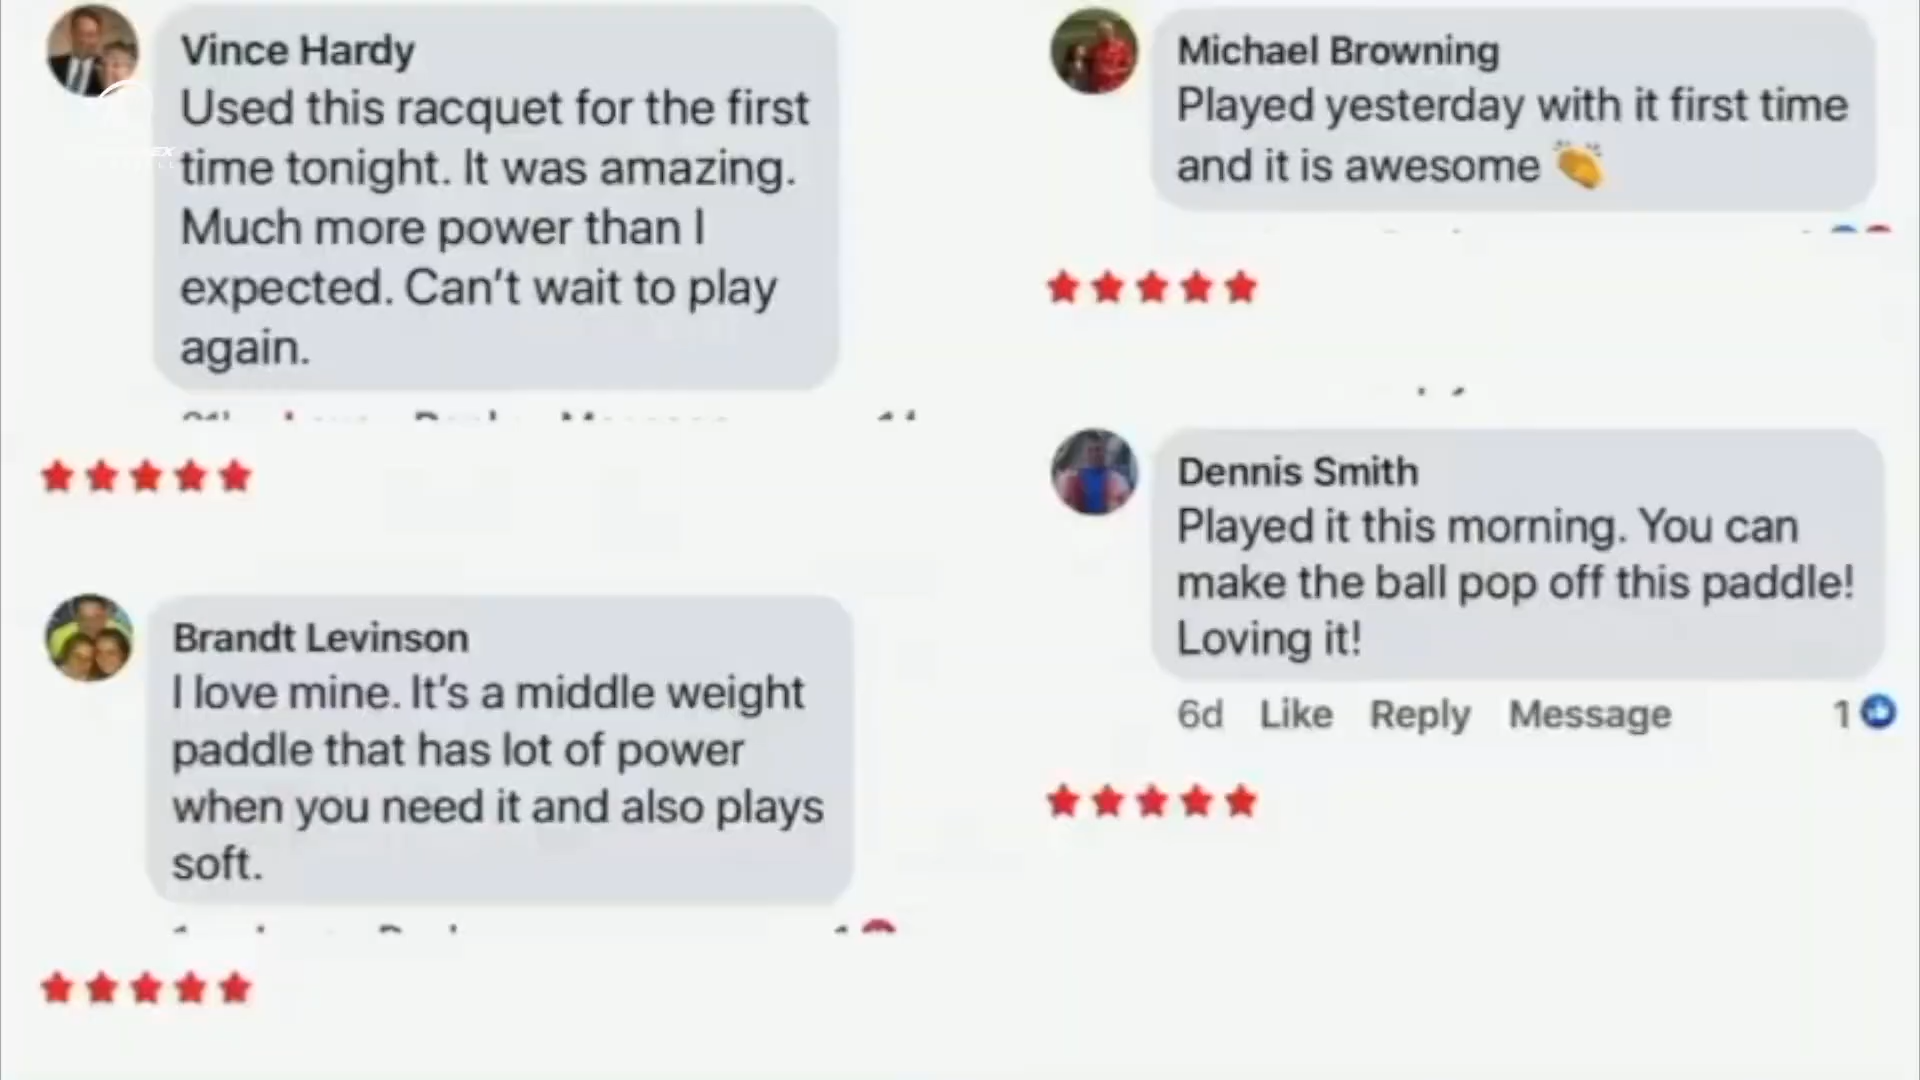 Vince Hardy
Used this racquet for the first
time tonight. It was amazing.
Much more power than I
expected. Can't wait to play
again.
Brandt Levinson
I love mine. It's a middle weight
paddle that has lot of power
when you need it and also plays
soft.
Michael Browning
Played yesterday with it first time
and it is awesome 👏
Dennis Smith
Played it this morning. You can
make the ball pop off this paddle!
Loving it!
6d Like Reply Message 1